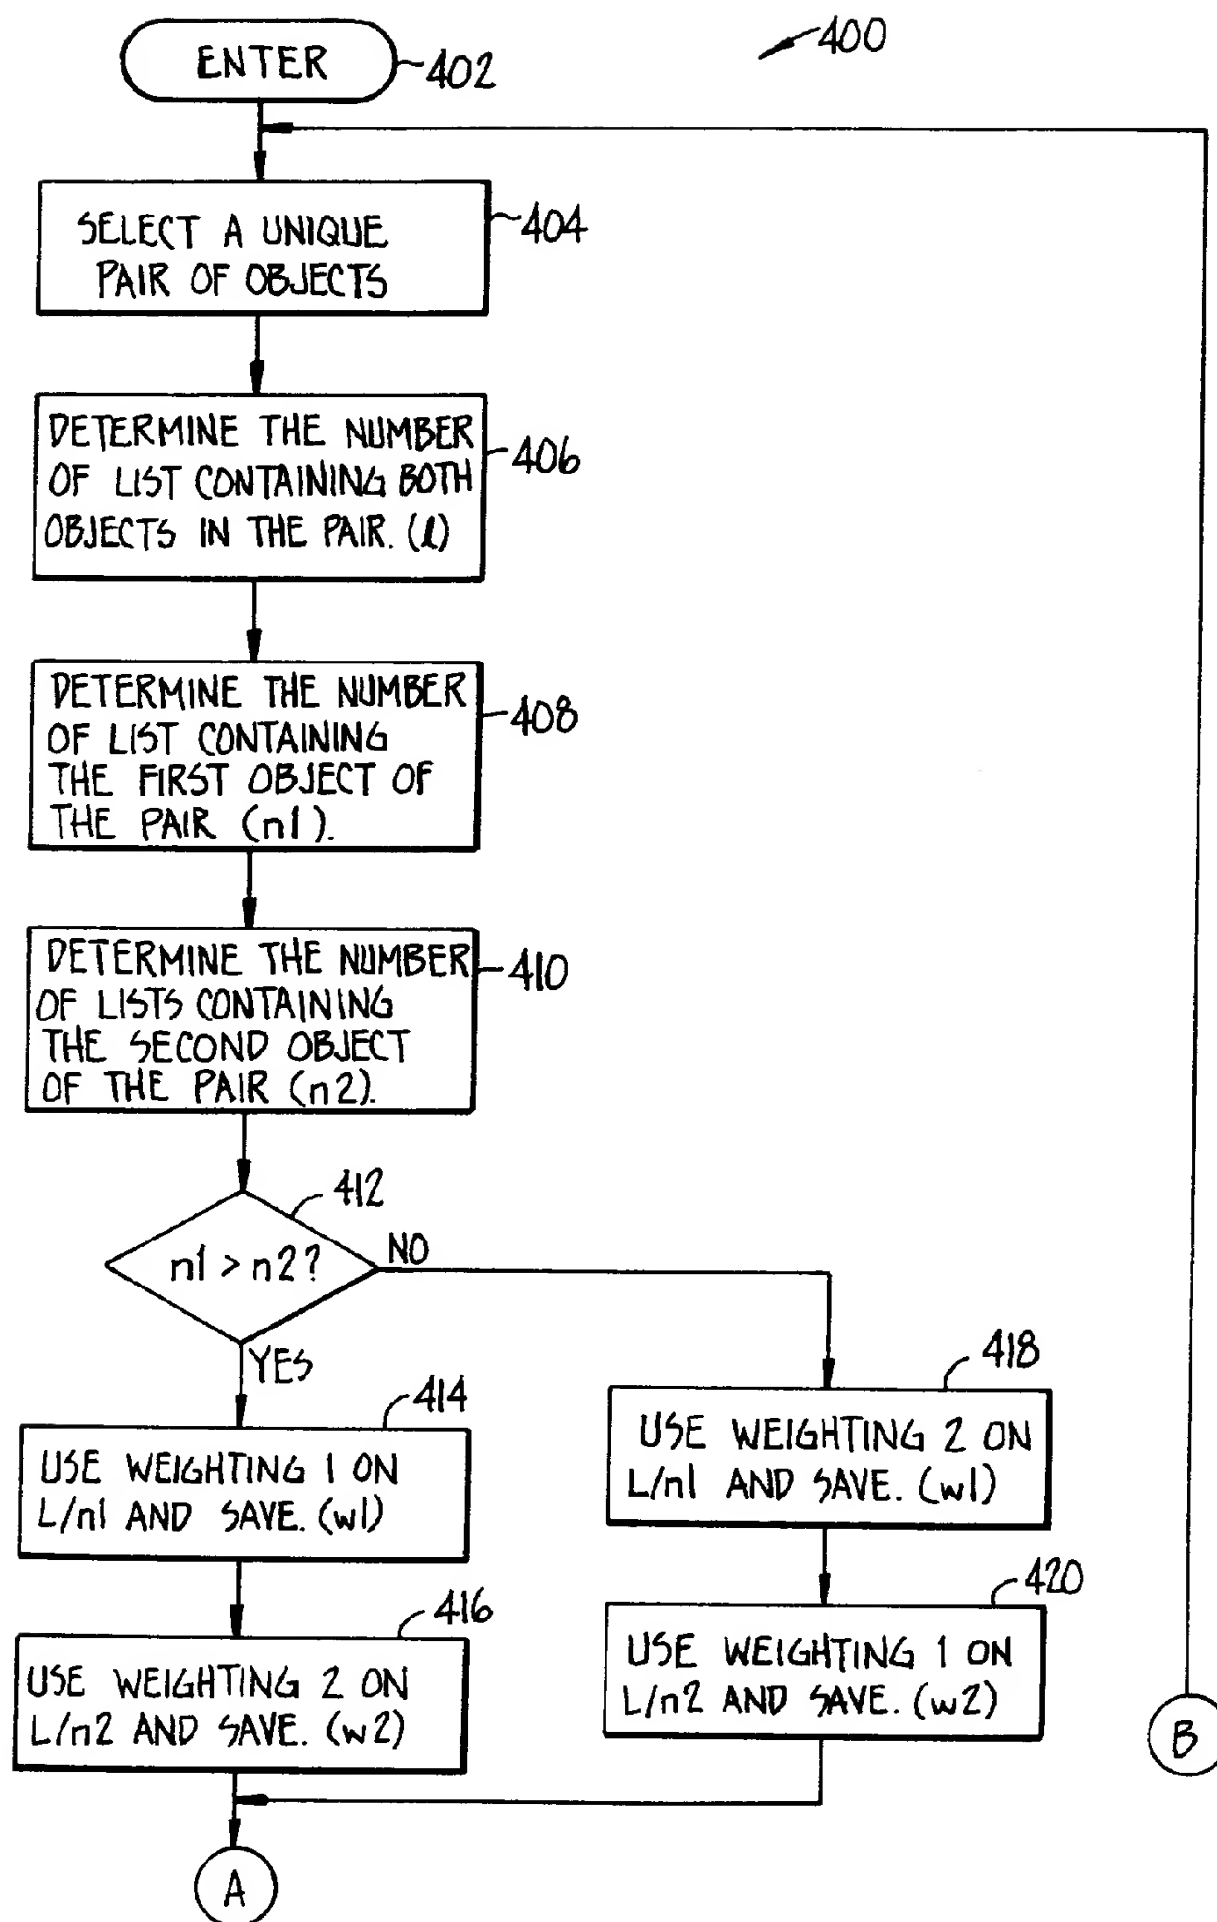 ENTER
402
400
SELECT A UNIQUE
PAIR OF OBJECTS
404
DETERMINE THE NUMBER
OF LIST CONTAINING BOTH
OBJECTS IN THE PAIR. (l)
406
DETERMINE THE NUMBER
OF LIST CONTAINING
THE FIRST OBJECT OF
THE PAIR (n1).
408
DETERMINE THE NUMBER
OF LISTS CONTAINING
THE SECOND OBJECT
OF THE PAIR (n2).
410
412
n1 > n2?
NO
YES
414
USE WEIGHTING 1 ON
L/n1 AND SAVE. (w1)
416
USE WEIGHTING 2 ON
L/n2 AND SAVE. (w2)
418
USE WEIGHTING 2 ON
L/n1 AND SAVE. (w1)
420
USE WEIGHTING 1 ON
L/n2 AND SAVE. (w2)
B
A